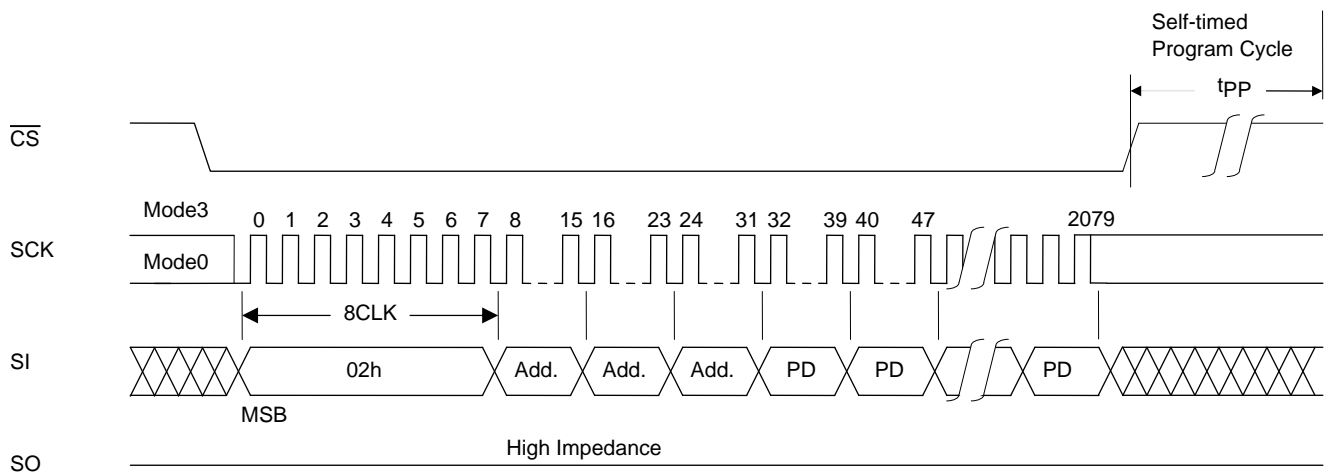 Self-timed
Program Cycle
tPP
CS
Mode3
0 1 2 3 4 5 6 7 8 15 16 23 24 31 32 39 40 47 2079
SCK
Mode0
8CLK
SI
02h Add. Add. Add. PD PD PD
MSB
High Impedance
SO